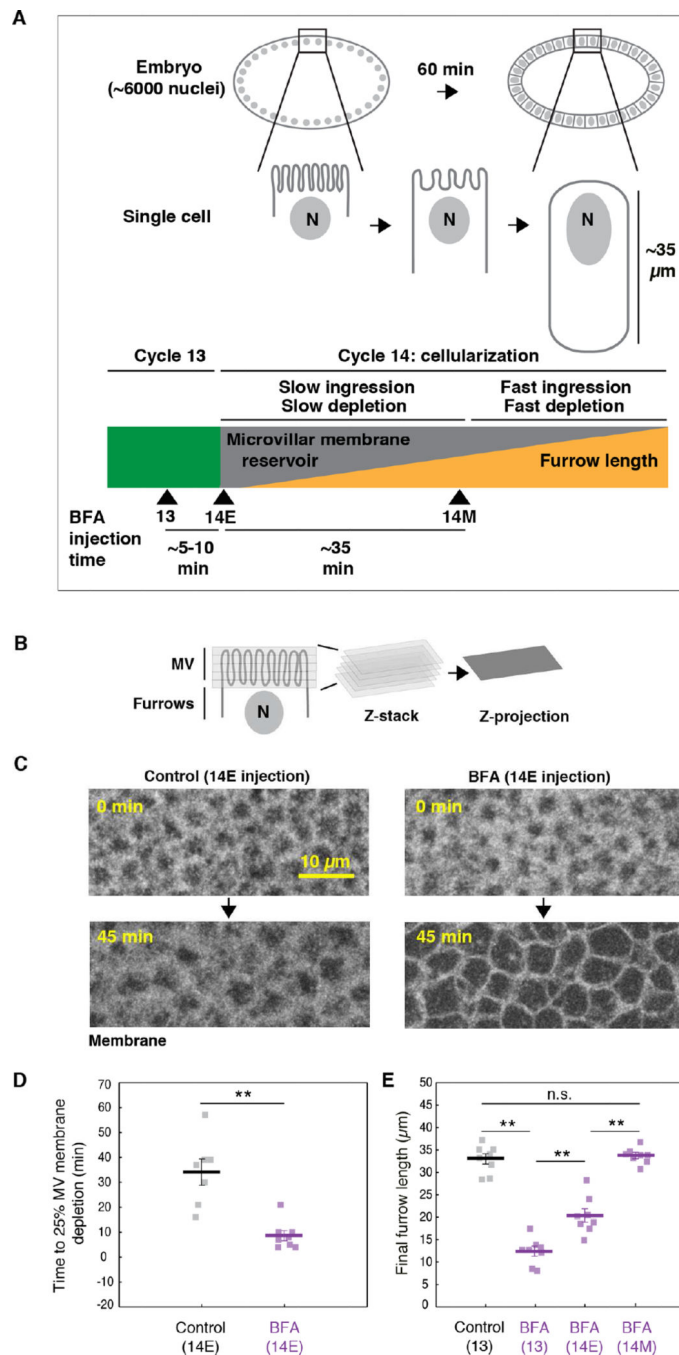 A
Embryo
(~6000 nuclei)
60 min
Single cell
N
N
N
~35
µm
Cycle 13
Cycle 14: cellularization
Slow ingression
Slow depletion
Fast ingression
Fast depletion
Microvillar membrane
reservoir
Furrow length
BFA
injection
time
13
14E
14M
~5-10
min
~35
min
B
MV
Furrows
N
Z-stack
Z-projection
C
Control (14E injection)
BFA (14E injection)
0 min
10 µm
0 min
45 min
45 min
Membrane
D
Time to 25% MV membrane
depletion (min)
70
60
50
40
30
20
10
0
-10
-20
**
Control
(14E)
BFA
(14E)
E
Final furrow length (µm)
50
45
40
35
30
25
20
15
10
5
0
n.s.
**
**
**
Control
(13)
BFA
(13)
BFA
(14E)
BFA
(14M)